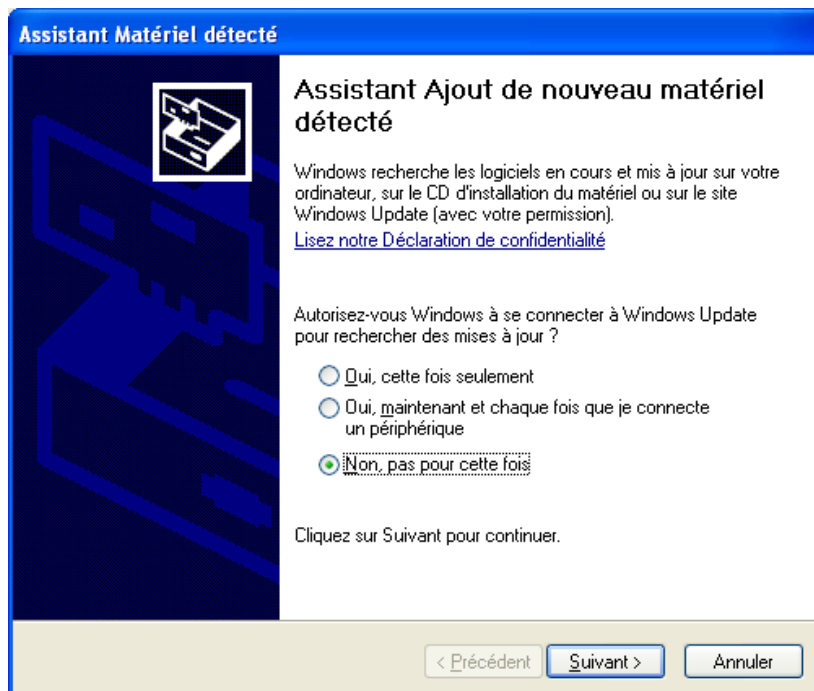 Assistant Matériel détecté
Assistant Ajout de nouveau matériel
détecté
Windows recherche les logiciels en cours et mis à jour sur votre
ordinateur, sur le CD d'installation du matériel ou sur le site
Windows Update (avec votre permission).
Lisez notre Déclaration de confidentialité
Autorisez-vous Windows à se connecter à Windows Update
pour rechercher des mises à jour ?
Oui, cette fois seulement
Oui, maintenant et chaque fois que je connecte
un périphérique
Non, pas pour cette fois
Cliquez sur Suivant pour continuer.
< Précédent Suivant > Annuler